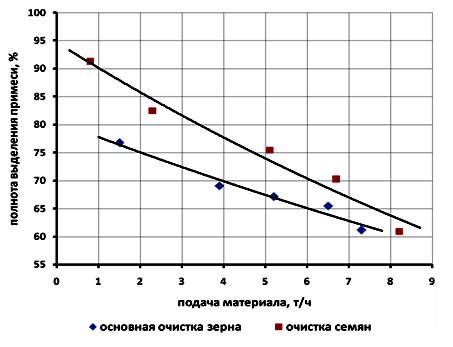 100
95
90
85
80
75
70
65
60
55
полнота выделения примеси, %
0 1 2 3 4 5 6 7 8 9
подача материала, т/ч
основная очистка зерна очистка семян